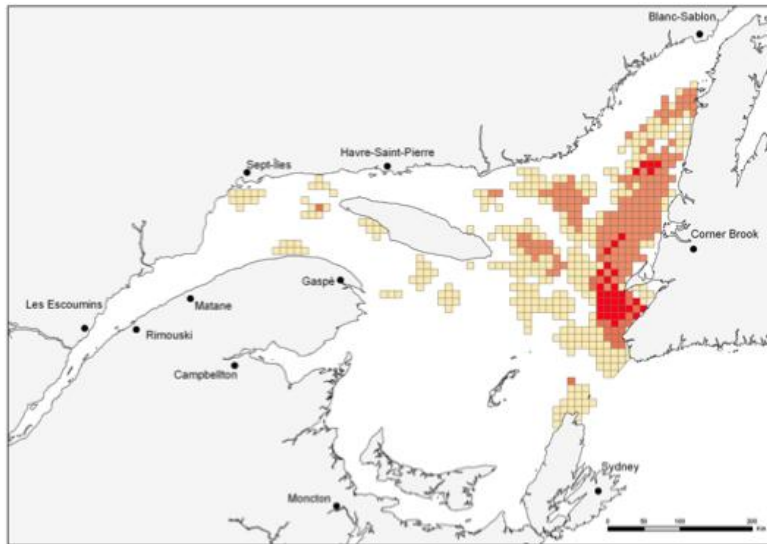 Blanc-Sablon
Havre-Saint-Pierre
Sept-Îles
Corner Brook
Gaspé
Les Escoumins
Matane
Rimouski
Campbellton
Sydney
Moncton
0 50 100 200
Km